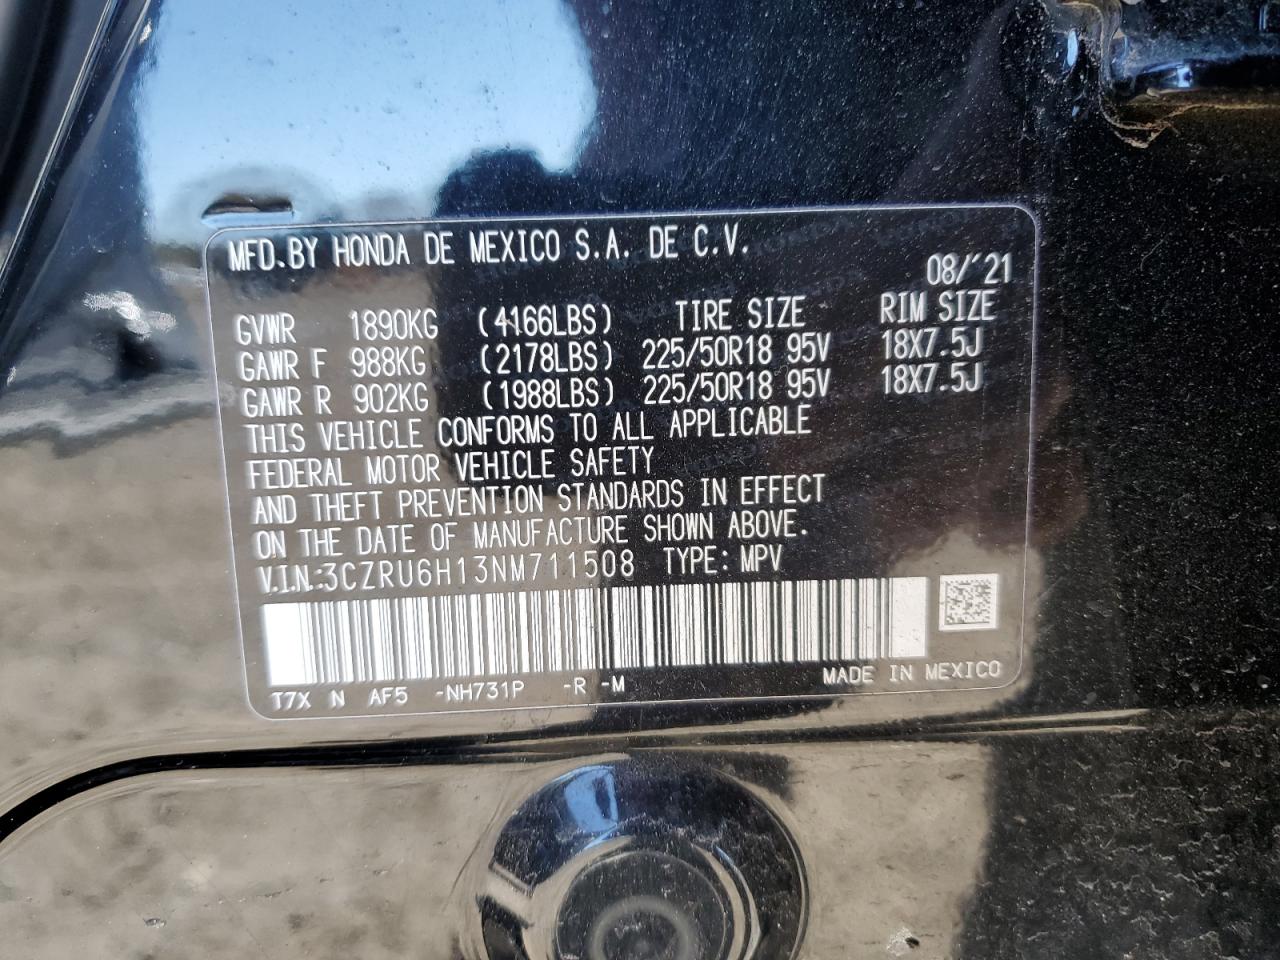 MFD.BY HONDA DE MEXICO S.A. DE C.V.
08/'21
GVWR 1890KG (4166LBS) TIRE SIZE RIM SIZE
GAWR F 988KG (2178LBS) 225/50R18 95V 18X7.5J
GAWR R 902KG (1988LBS) 225/50R18 95V 18X7.5J
THIS VEHICLE CONFORMS TO ALL APPLICABLE
FEDERAL MOTOR VEHICLE SAFETY
AND THEFT PREVENTION STANDARDS IN EFFECT
ON THE DATE OF MANUFACTURE SHOWN ABOVE.
V.I.N.:3CZRU6H13NM711508 TYPE: MPV
T7X N AF5 -NH731P -R -M MADE IN MEXICO